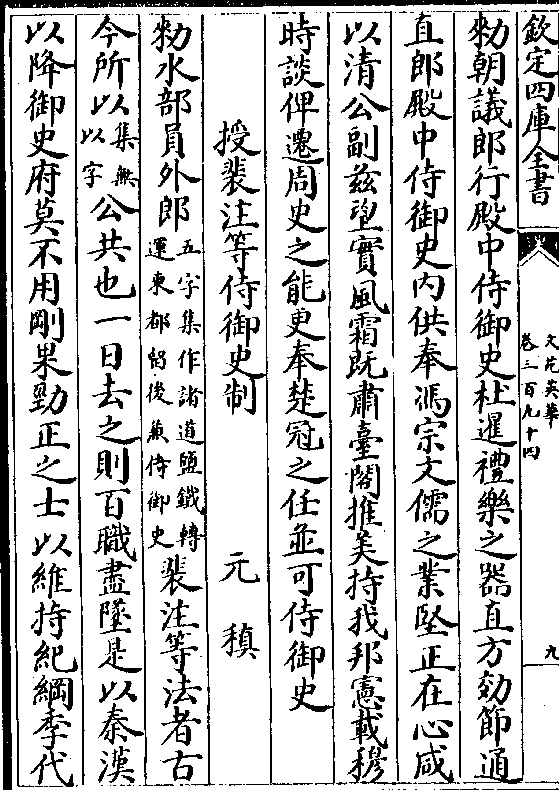 欽定四庫全書
文苑英華
卷三百九十四
九
勑朝議郎行殿中侍御史杜暹禮樂之器直方効節通
直郎殿中侍御史內供奉馮宗文儒之業堅正在心咸
以清公副兹望實風霜既肅臺閣推美持我邦憲載穆
時談俾遷周史之能更奉楚冠之任並可侍御史
授裴注等侍御史制 元稹
勑水部員外郎五字集作諸道鹽鐵轉運東都留後兼侍御史裴注等法者古
今所以集無以字公共也一日去之則百職盡墜是以秦漢
以降御史府莫不用剛果勁正之士以維持紀綱季代